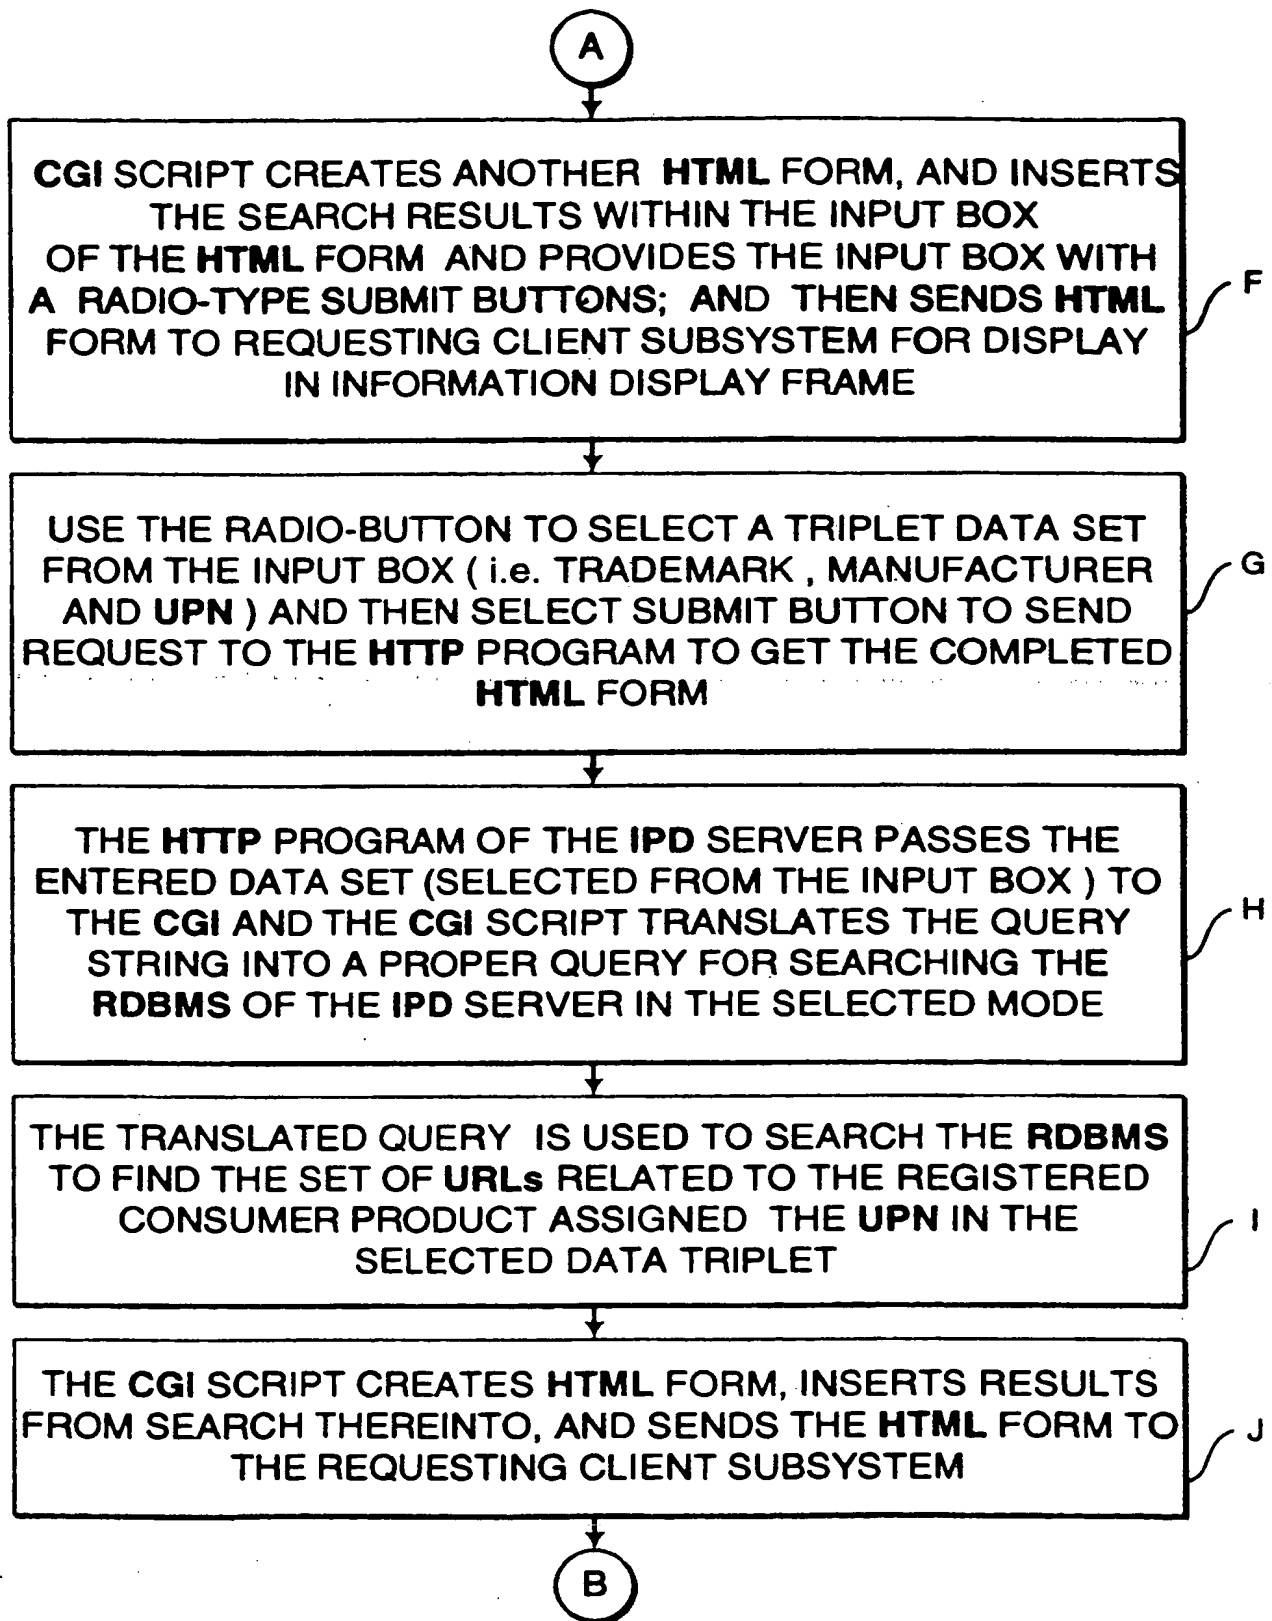 A
CGI SCRIPT CREATES ANOTHER HTML FORM, AND INSERTS
THE SEARCH RESULTS WITHIN THE INPUT BOX
OF THE HTML FORM AND PROVIDES THE INPUT BOX WITH
A RADIO-TYPE SUBMIT BUTTONS; AND THEN SENDS HTML
FORM TO REQUESTING CLIENT SUBSYSTEM FOR DISPLAY
IN INFORMATION DISPLAY FRAME
F
USE THE RADIO-BUTTON TO SELECT A TRIPLET DATA SET
FROM THE INPUT BOX ( i.e. TRADEMARK , MANUFACTURER
AND UPN ) AND THEN SELECT SUBMIT BUTTON TO SEND
REQUEST TO THE HTTP PROGRAM TO GET THE COMPLETED
HTML FORM
G
THE HTTP PROGRAM OF THE IPD SERVER PASSES THE
ENTERED DATA SET (SELECTED FROM THE INPUT BOX ) TO
THE CGI AND THE CGI SCRIPT TRANSLATES THE QUERY
STRING INTO A PROPER QUERY FOR SEARCHING THE
RDBMS OF THE IPD SERVER IN THE SELECTED MODE
H
THE TRANSLATED QUERY IS USED TO SEARCH THE RDBMS
TO FIND THE SET OF URLs RELATED TO THE REGISTERED
CONSUMER PRODUCT ASSIGNED THE UPN IN THE
SELECTED DATA TRIPLET
I
THE CGI SCRIPT CREATES HTML FORM, INSERTS RESULTS
FROM SEARCH THEREINTO, AND SENDS THE HTML FORM TO
THE REQUESTING CLIENT SUBSYSTEM
J
B